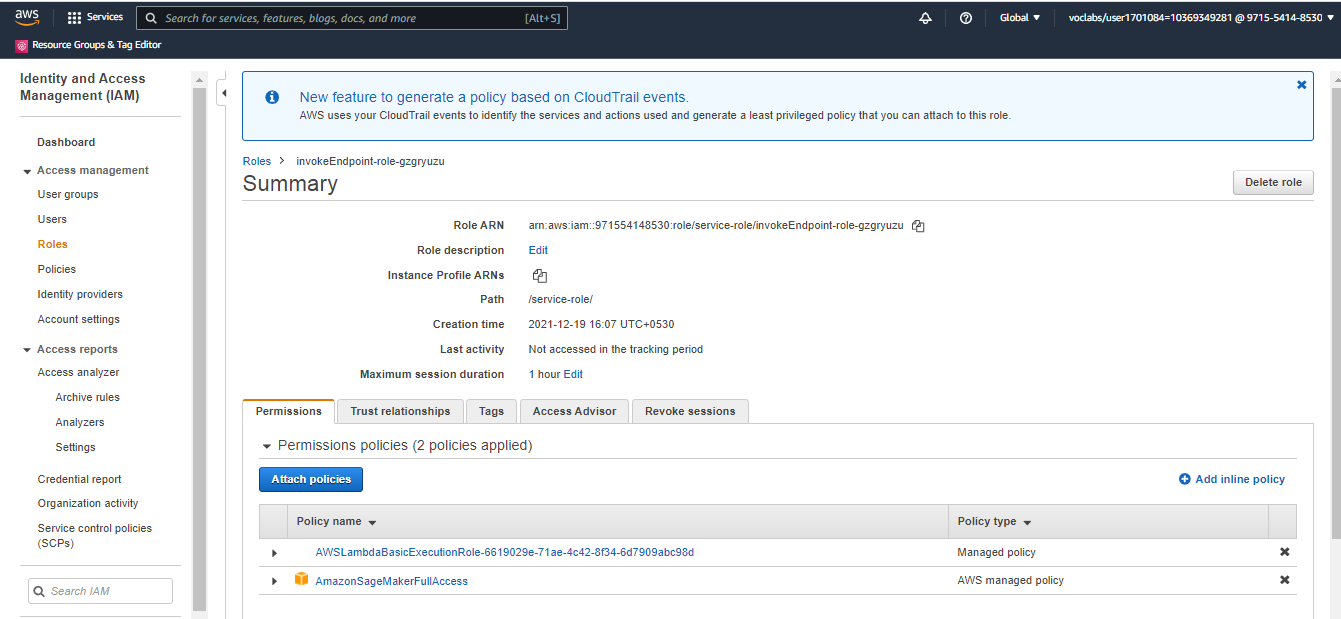 aws Services Search for services, features, blogs, docs, and more [Alt+S] Global voclabs/user1701084=10369349281 @ 9715-5414-8530
Resource Groups & Tag Editor
Identity and Access
Management (IAM)
Dashboard
Access management
User groups
Users
Roles
Policies
Identity providers
Account settings
Access reports
Access analyzer
Archive rules
Analyzers
Settings
Credential report
Organization activity
Service control policies
(SCPs)
Search IAM
New feature to generate a policy based on CloudTrail events.
AWS uses your CloudTrail events to identify the services and actions used and generate a least privileged policy that you can attach to this role.
Roles > invokeEndpoint-role-gzgryuzu
Summary
Delete role
Role ARN arn:aws:iam::971554148530:role/service-role/invokeEndpoint-role-gzgryuzu
Role description Edit
Instance Profile ARNs
Path /service-role/
Creation time 2021-12-19 16:07 UTC+0530
Last activity Not accessed in the tracking period
Maximum session duration 1 hour Edit
Permissions Trust relationships Tags Access Advisor Revoke sessions
Permissions policies (2 policies applied)
Attach policies
Add inline policy
Policy name Policy type
AWSLambdaBasicExecutionRole-6619029e-71ae-4c42-8f34-6d7909abc98d Managed policy
AmazonSageMakerFullAccess AWS managed policy